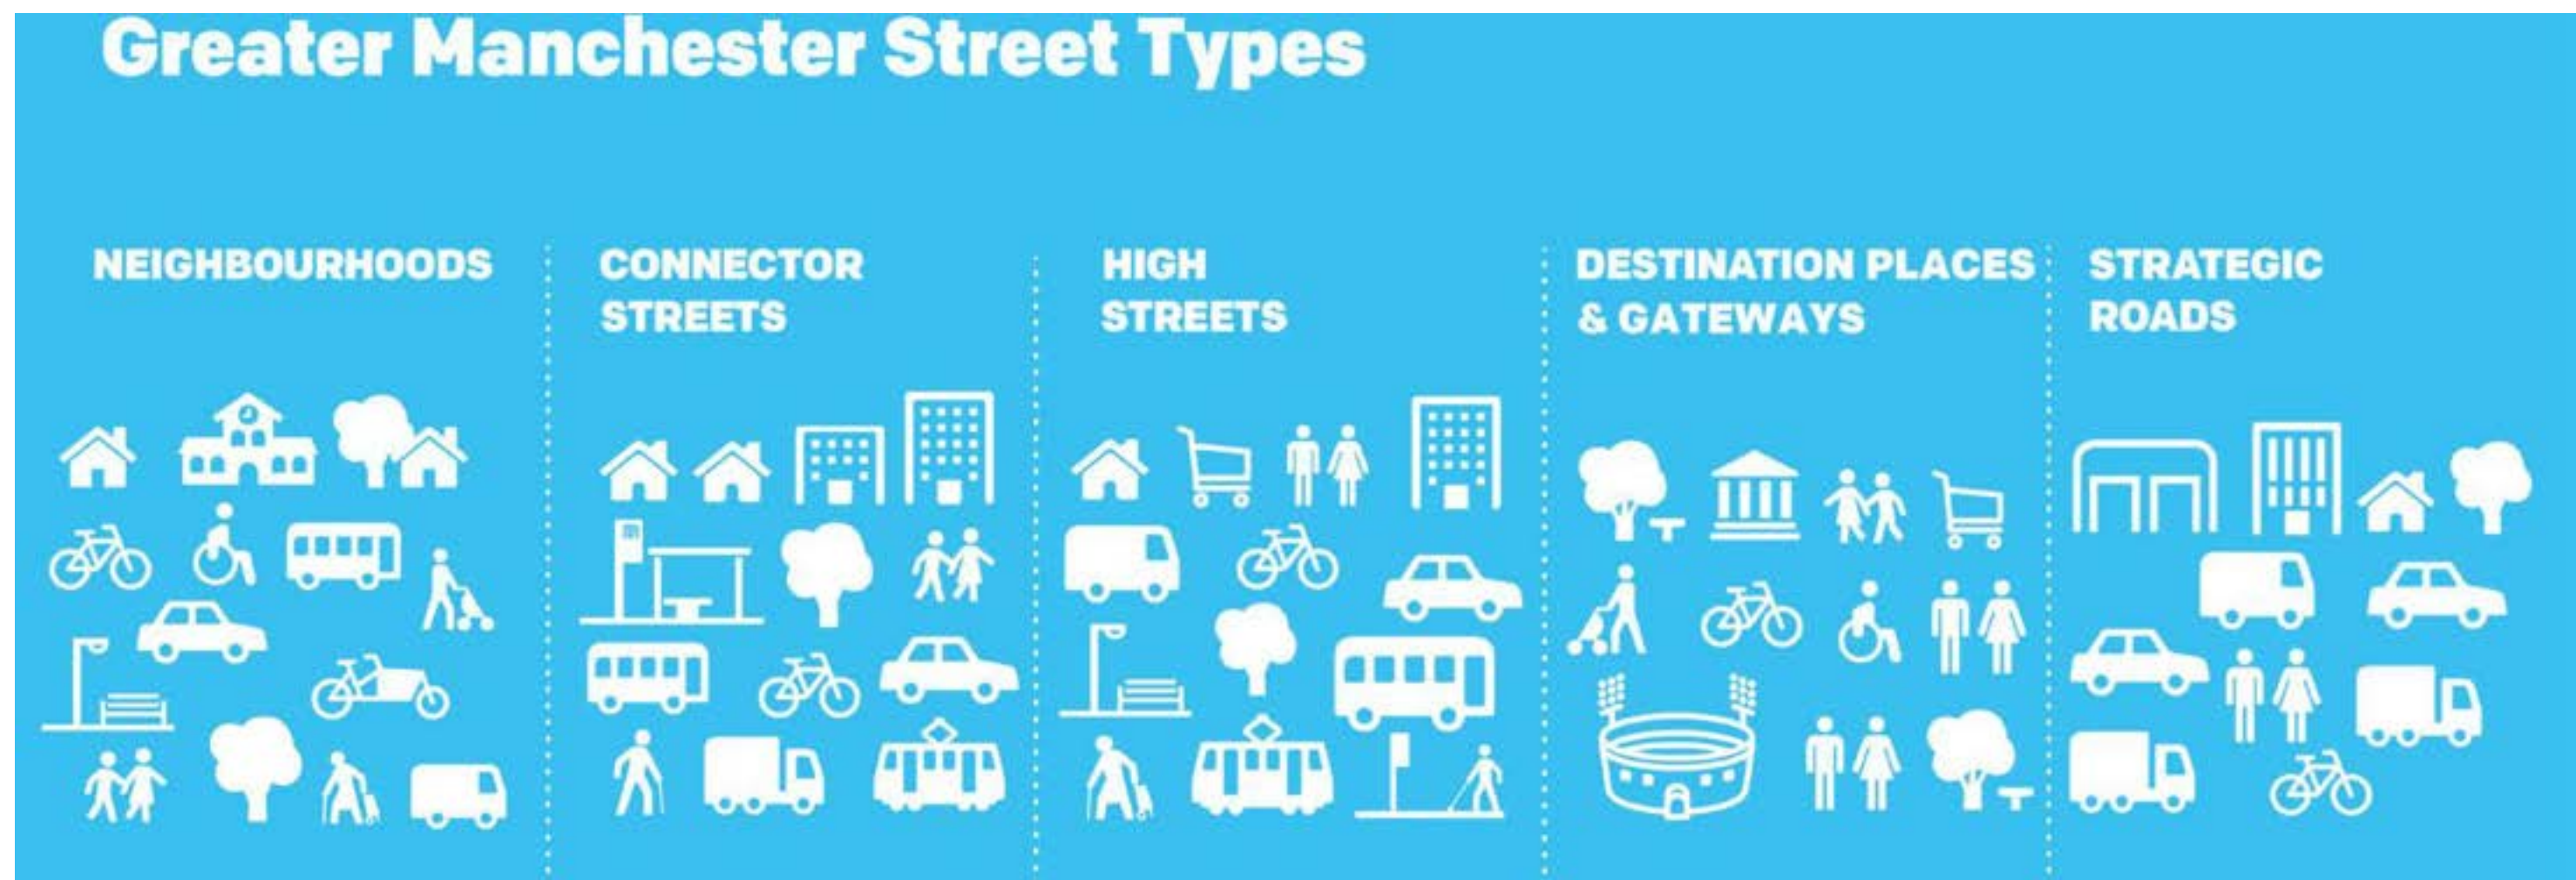 Greater Manchester Street Types
NEIGHBOURHOODS
CONNECTOR
STREETS
HIGH
STREETS
DESTINATION PLACES
& GATEWAYS
STRATEGIC
ROADS